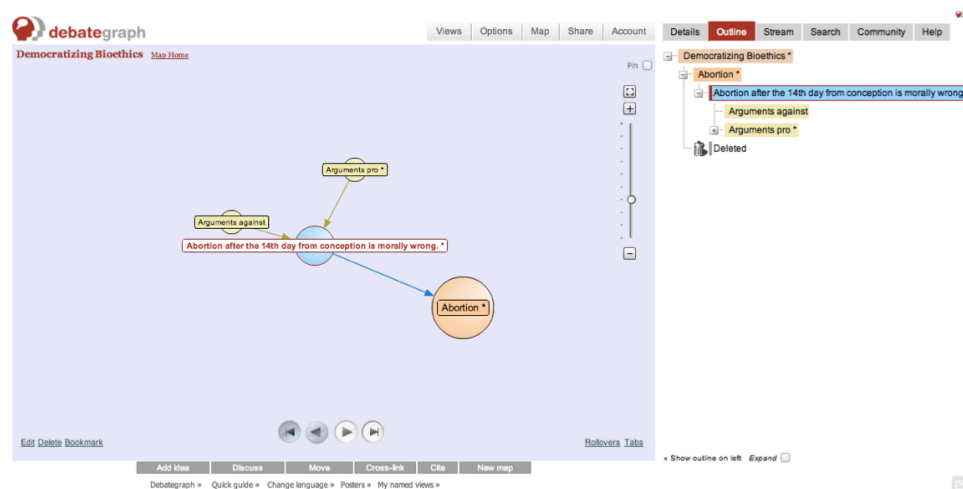 debategraph
Views Options Map Share Account
Details Outline Stream Search Community Help
Democratizing Bioethics Map Home
Pin
Arguments pro *
Arguments against
Abortion after the 14th day from conception is morally wrong. *
Abortion *
Edit Delete Bookmark
Rollovers Tabs
Add idea Discuss Move Cross-link Cite New map
Debategraph » Quick guide » Change language » Posters » My named views »
Democratizing Bioethics *
Abortion *
Abortion after the 14th day from conception is morally wrong
Arguments against
Arguments pro *
Deleted
« Show outline on left Expand